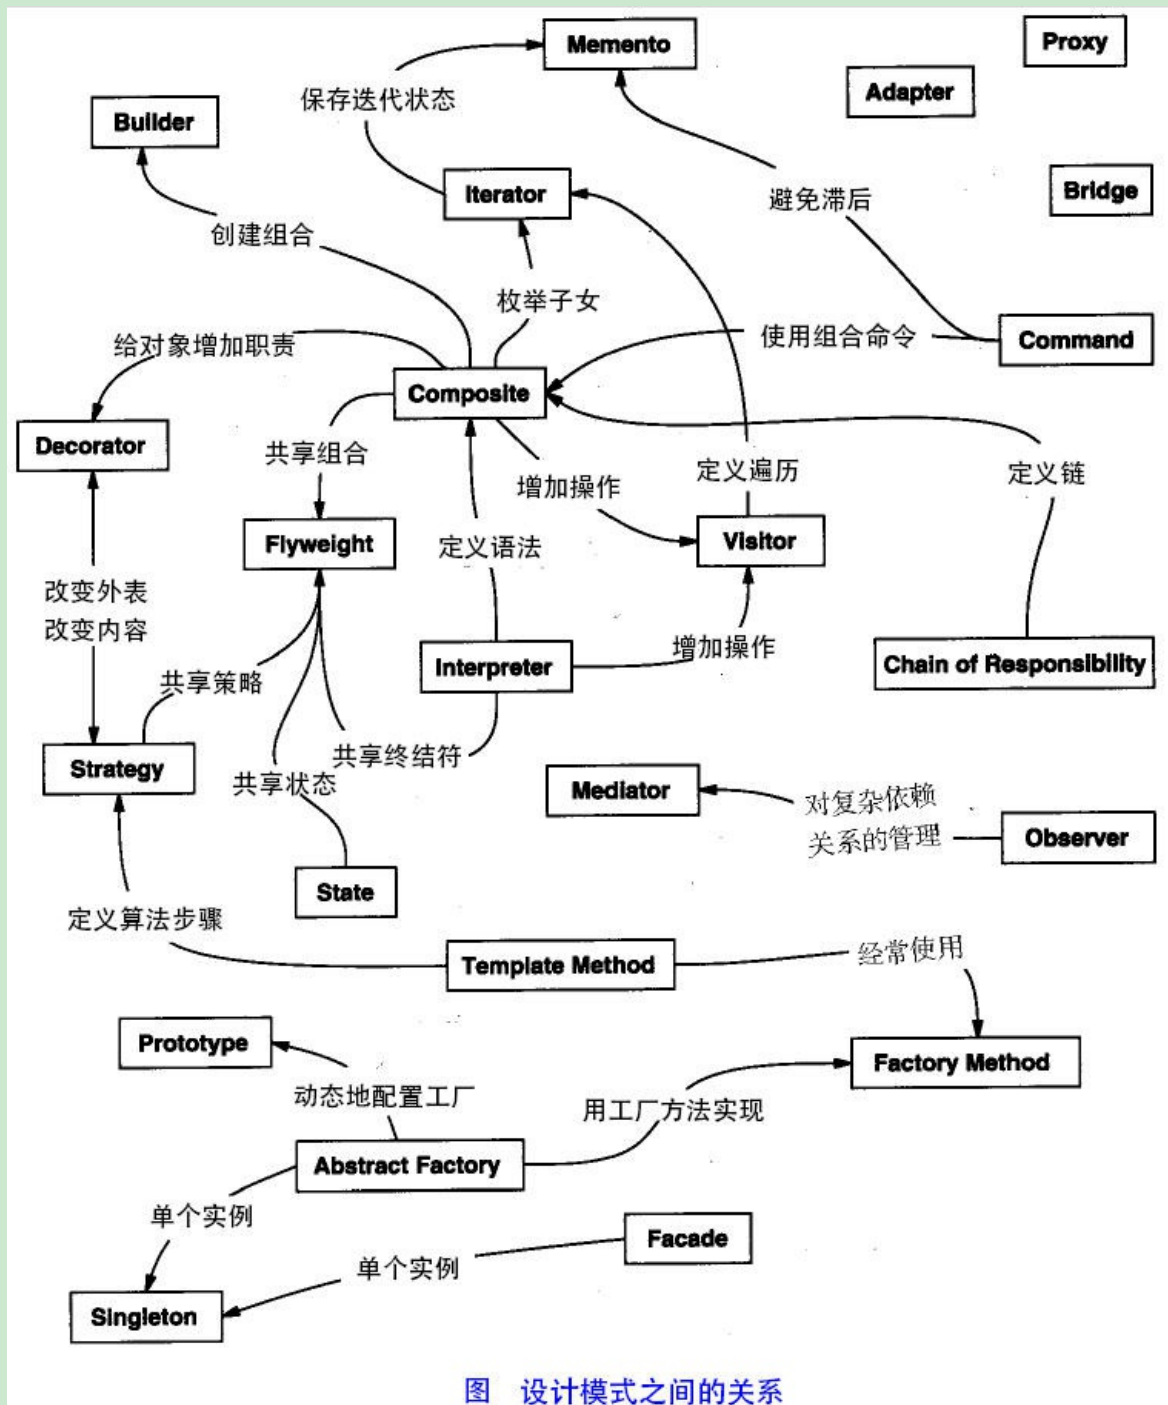 Memento
Proxy
Adapter
保存迭代状态
Builder
Iterator
避免滞后
Bridge
创建组合
枚举子女
给对象增加职责
使用组合命令
Command
Composite
Decorator
共享组合
增加操作
定义遍历
定义链
Flyweight
定义语法
Visitor
改变外表
改变内容
增加操作
Interpreter
Chain of Responsibility
共享策略
共享终结符
Strategy
共享状态
Mediator
对复杂依赖
关系的管理
Observer
State
定义算法步骤
Template Method
经常使用
Prototype
Factory Method
动态地配置工厂
用工厂方法实现
Abstract Factory
单个实例
Facade
单个实例
Singleton
图 设计模式之间的关系